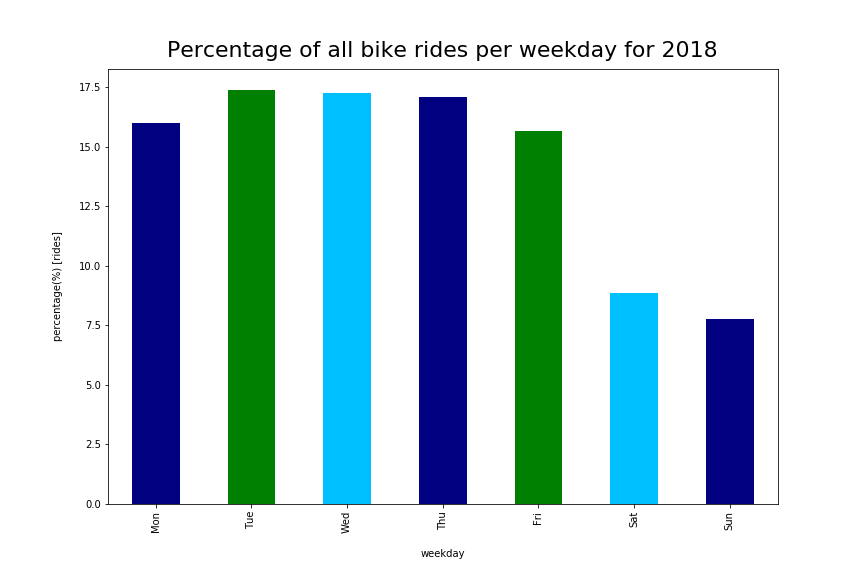 Percentage of all bike rides per weekday for 2018
17.5
15.0
12.5
10.0
7.5
5.0
2.5
0.0
percentage(%) [rides]
Mon
Tue
Wed
Thu
Fri
Sat
Sun
weekday